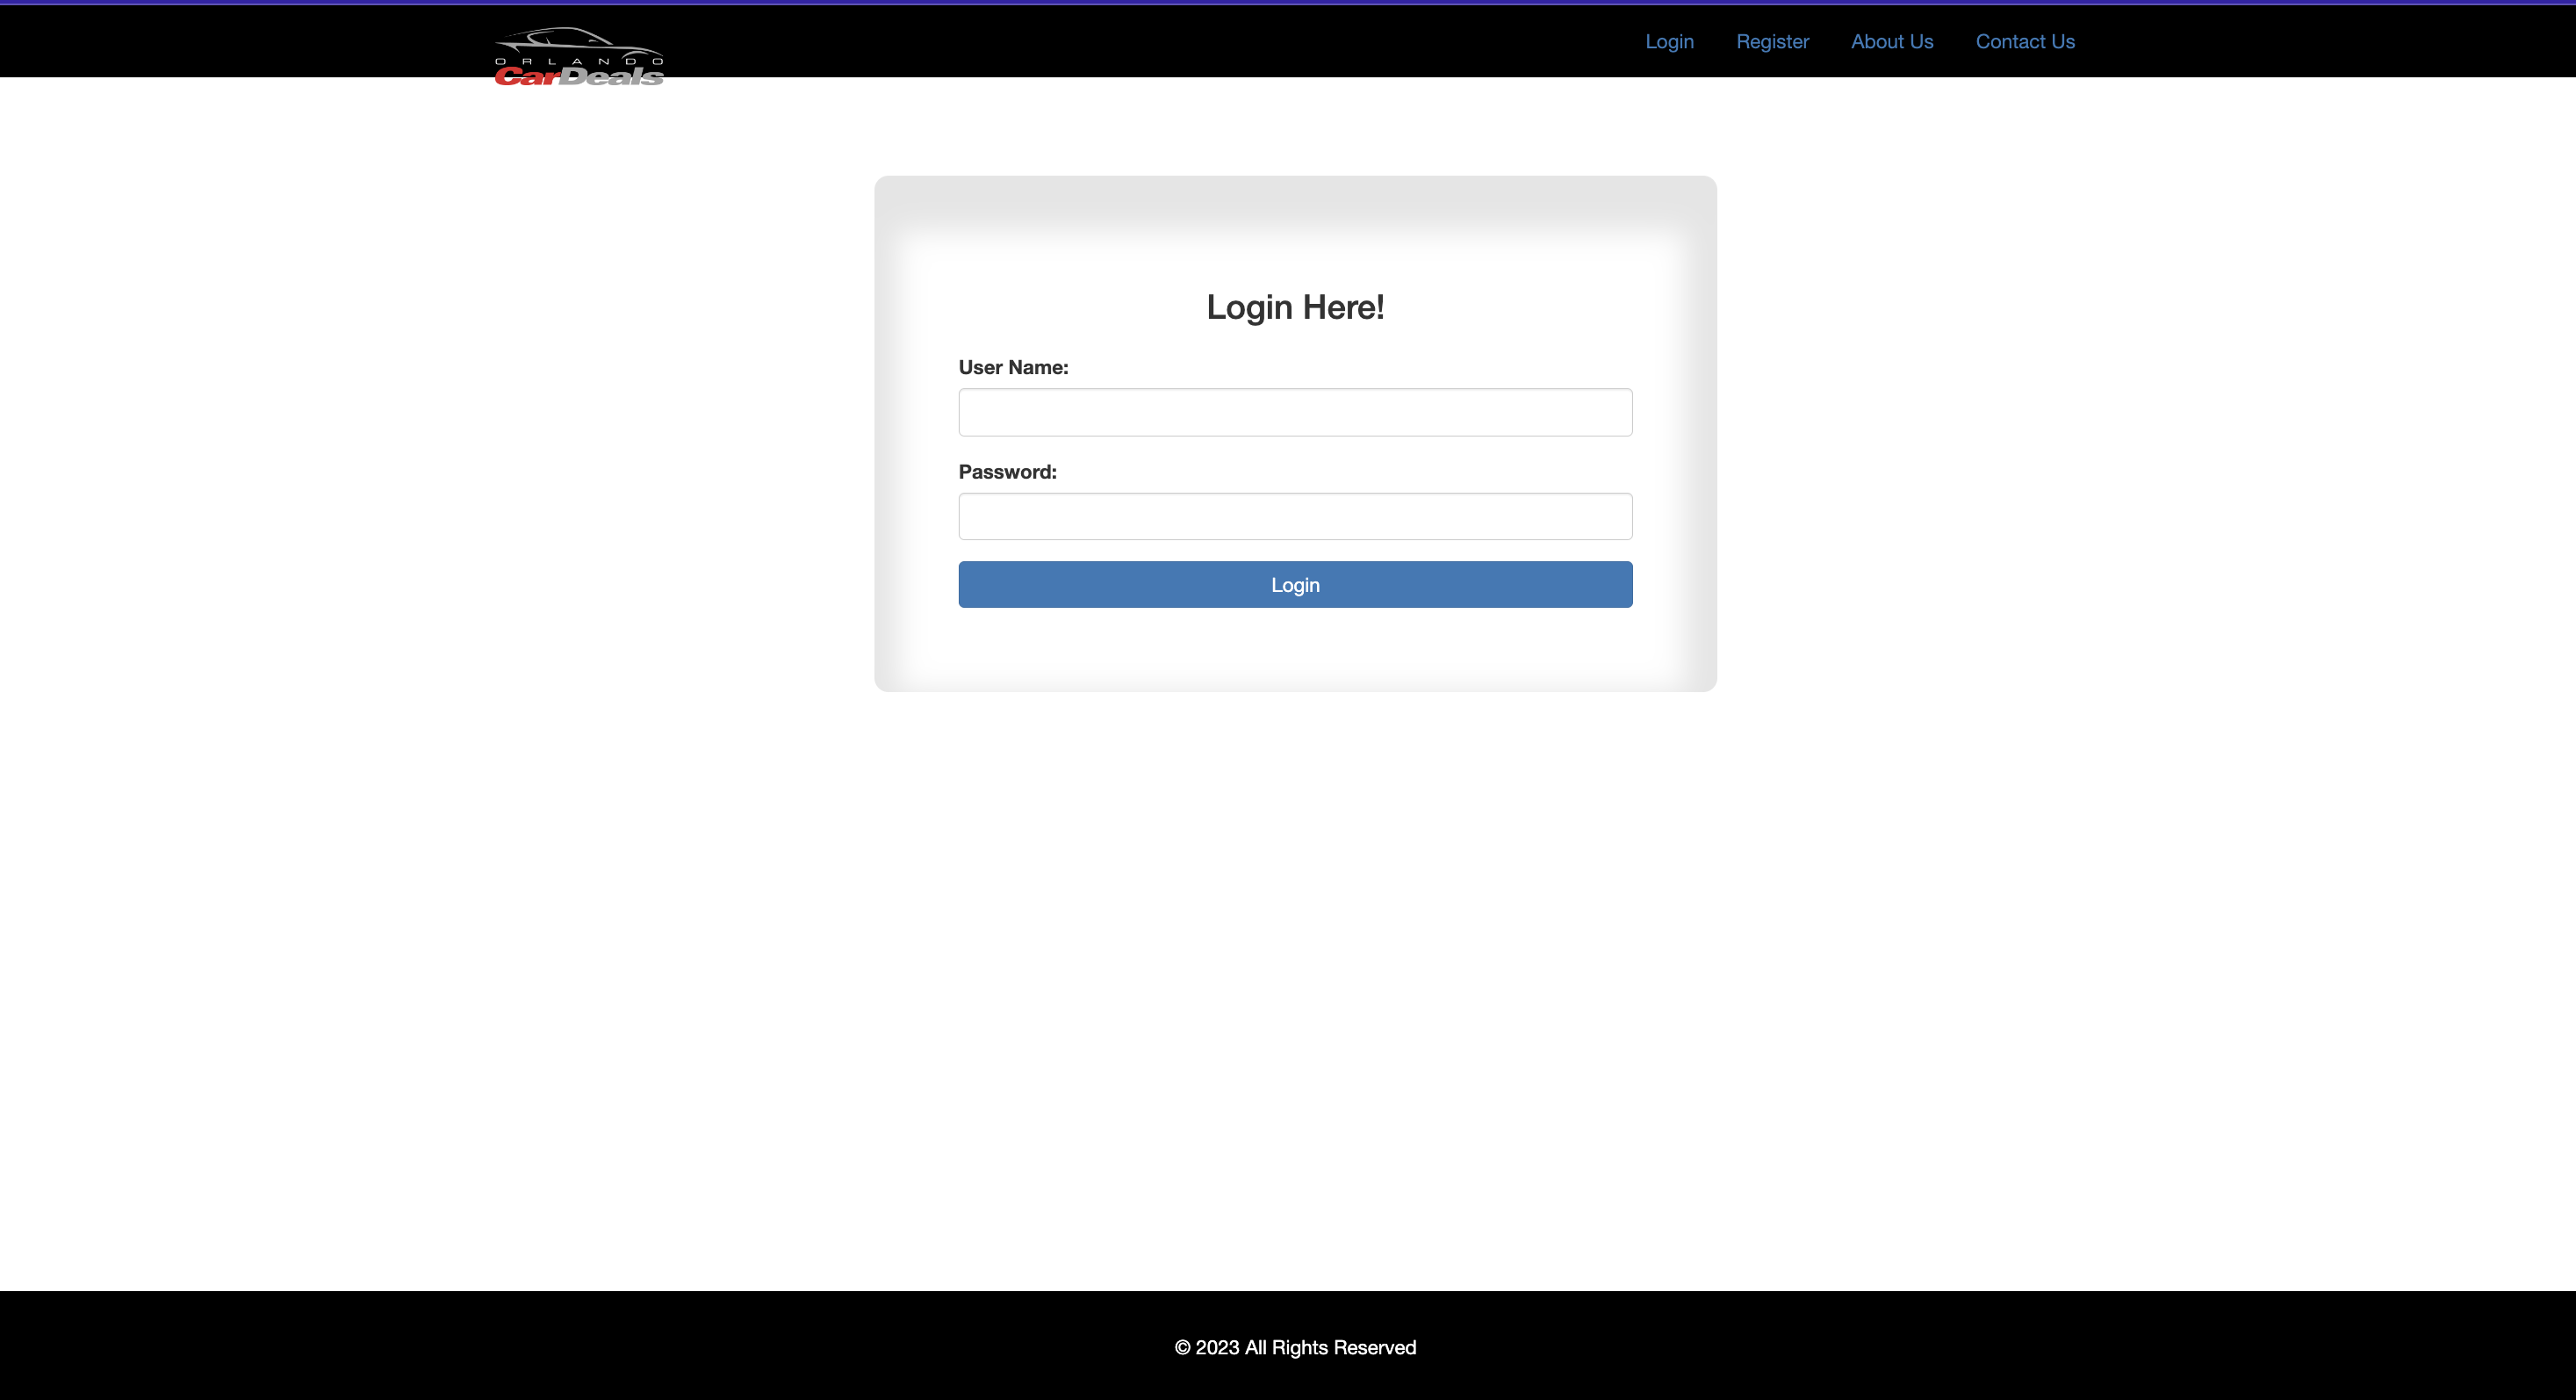 ORLANDO
CarDeals
Login Register About Us Contact Us
Login Here!
User Name:
Password:
Login
© 2023 All Rights Reserved